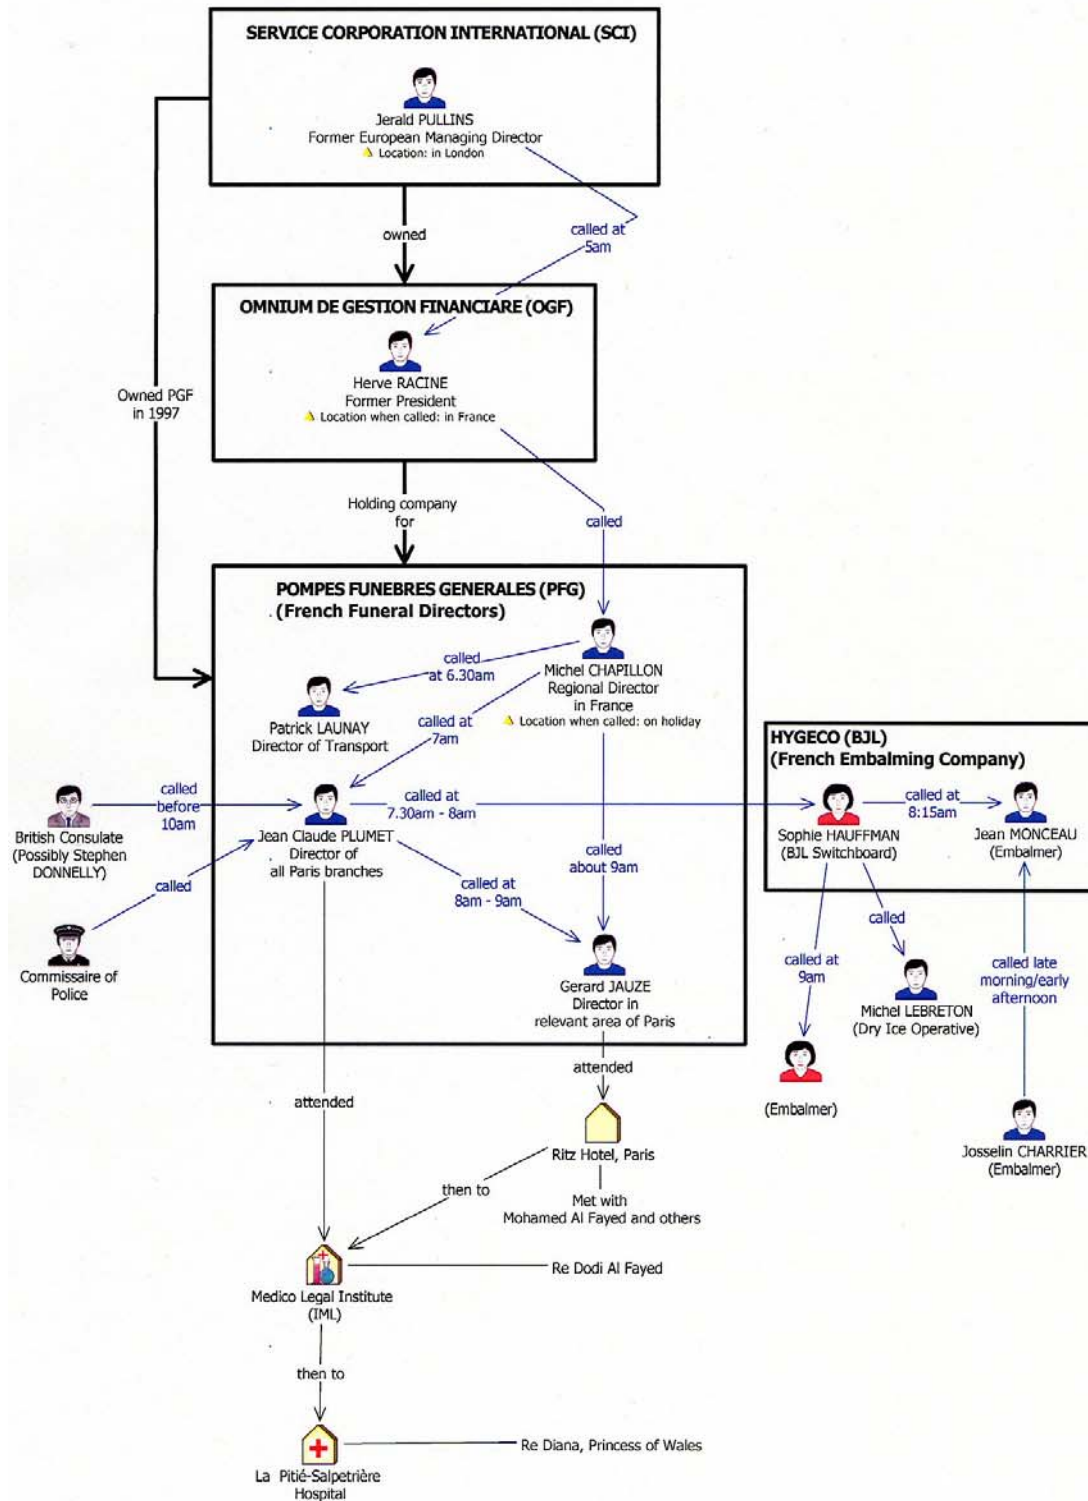 SERVICE CORPORATION INTERNATIONAL (SCI)
Jerald PULLINS
Former European Managing Director
Location: in London
called at
5am
owned
OMNIUM DE GESTION FINANCIARE (OGF)
Herve RACINE
Former President
Location when called: in France
Owned PGF
in 1997
Holding company
for
called
POMPES FUNEBRES GENERALES (PFG)
(French Funeral Directors)
Michel CHAPILLON
Regional Director
in France
Location when called: on holiday
called
at 6.30am
Patrick LAUNAY
Director of Transport
called at
7am
HYGECO (BJL)
(French Embalming Company)
called
before
10am
British Consulate
(Possibly Stephen
DONNELLY)
Jean Claude PLUMET
Director of
all Paris branches
called at
7.30am - 8am
Sophie HAUFFMAN
(BJL Switchboard)
called at
8:15am
Jean MONCEAU
(Embalmer)
called
called at
8am - 9am
called
about 9am
called
Commissaire of
Police
Gerard JAUZE
Director in
relevant area of Paris
called at
9am
Michel LEBRETON
(Dry Ice Operative)
called late
morning/early
afternoon
attended
attended
(Embalmer)
Josselin CHARRIER
(Embalmer)
Ritz Hotel, Paris
then to
Met with
Mohamed Al Fayed and others
Medico Legal Institute
(IML)
Re Dodi Al Fayed
then to
La Pitié-Salpetrière
Hospital
Re Diana, Princess of Wales